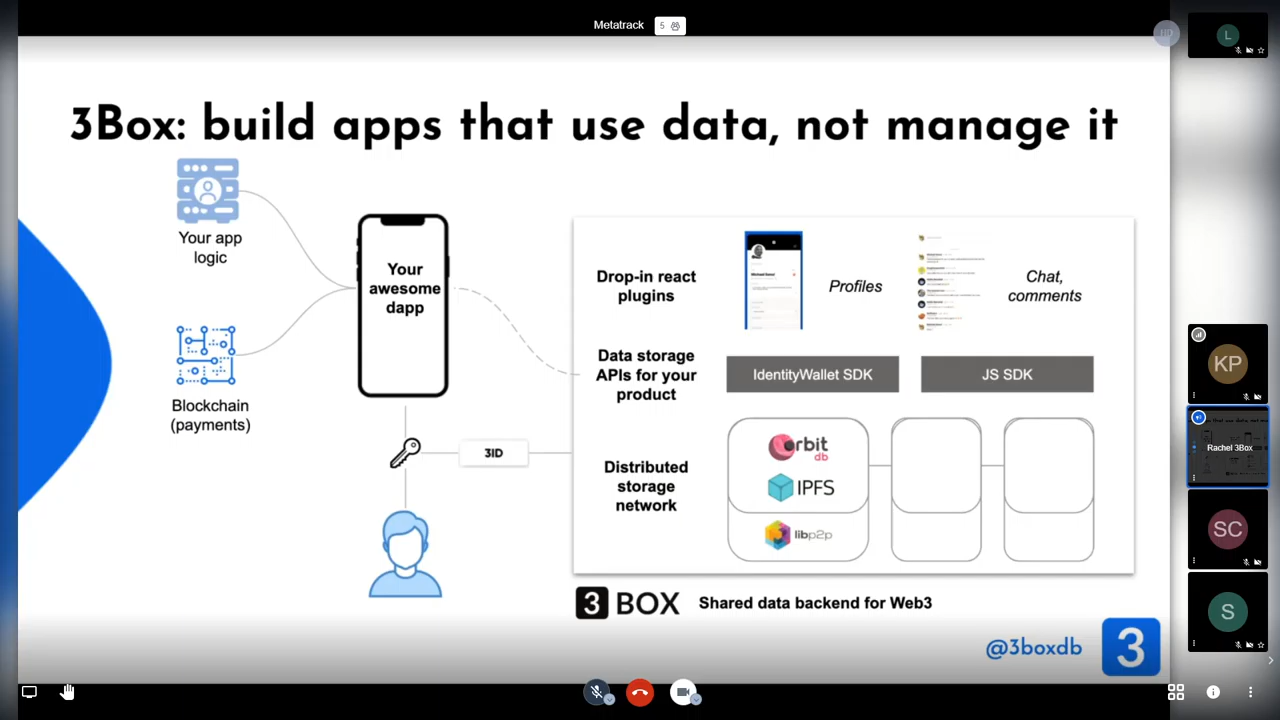 Metatrack 5
L
3Box: build apps that use data, not manage it
Your app
logic
Your
awesome
dapp
Blockchain
(payments)
3ID
Drop-in react
plugins
Profiles
Chat,
comments
Data storage
APIs for your
product
IdentityWallet SDK
JS SDK
Distributed
storage
network
Orbit
db
IPFS
libp2p
3 BOX Shared data backend for Web3
@3boxdb 3
KP
Rachel 3Box
SC
S